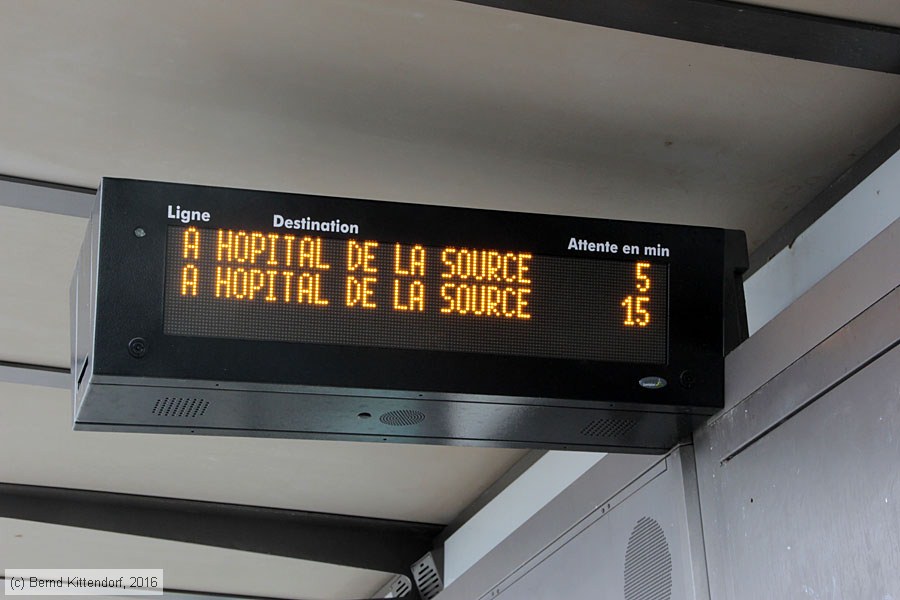 Ligne Destination Attente en min
A HOPITAL DE LA SOURCE 5
A HOPITAL DE LA SOURCE 15
(c) Bernd Kittendorf, 2016